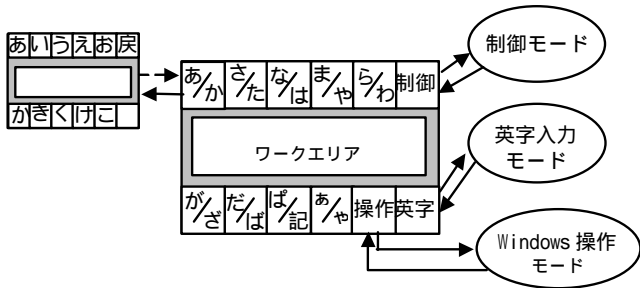 あいうえお戻
かきくけこ
あ/か さ/た な/は ま/や ら/わ 制御
ワークエリア
が/ざ だ/ば ぱ/記 ぁ/ゃ 操作 英字
制御モード
英字入力
モード
Windows 操作
モード